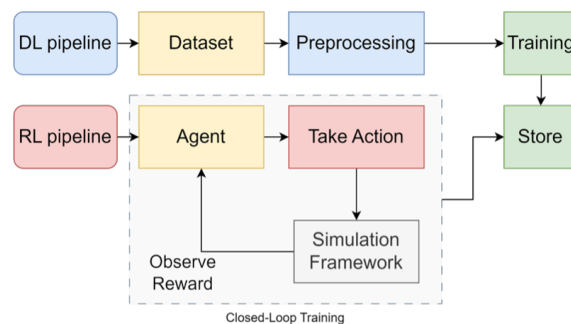 DL pipeline
Dataset
Preprocessing
Training
RL pipeline
Agent
Take Action
Store
Simulation
Framework
Observe
Reward
Closed-Loop Training